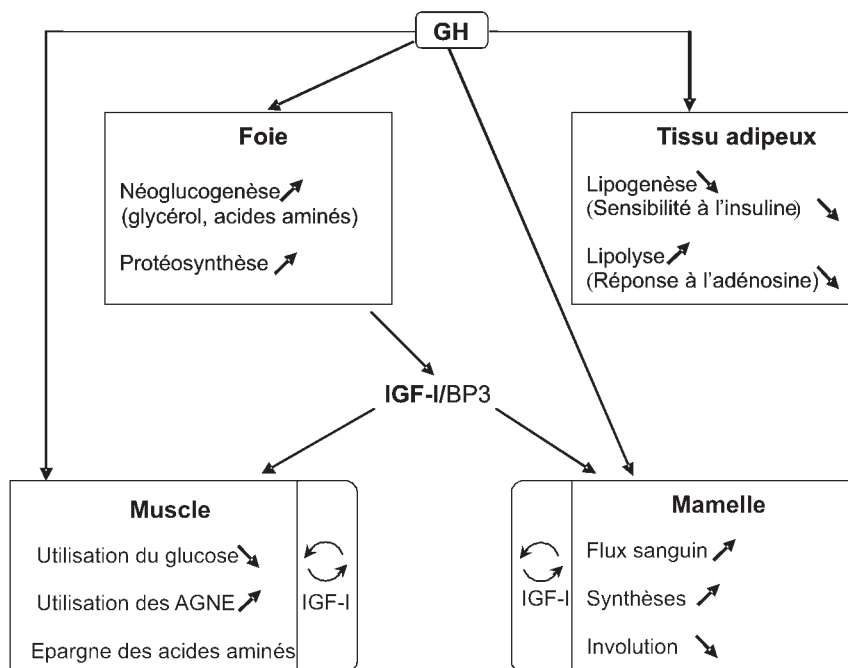 GH
Foie
Néoglucogenèse
(glycérol, acides aminés)
Protéosynthèse
Tissu adipeux
Lipogenèse
(Sensibilité à l'insuline)
Lipolyse
(Réponse à l'adénosine)
IGF-I/BP3
Muscle
Utilisation du glucose
Utilisation des AGNE
Epargne des acides aminés
IGF-I
IGF-I
Mamelle
Flux sanguin
Synthèses
Involution